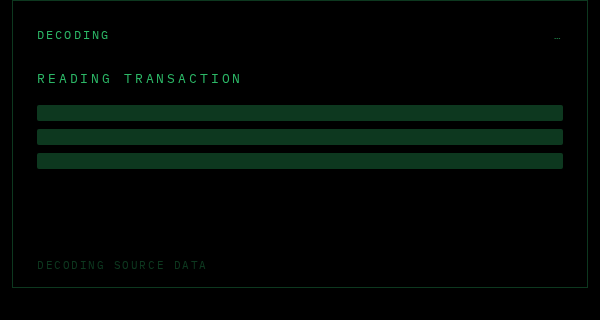 DECODING …
READING TRANSACTION
DECODING SOURCE DATA